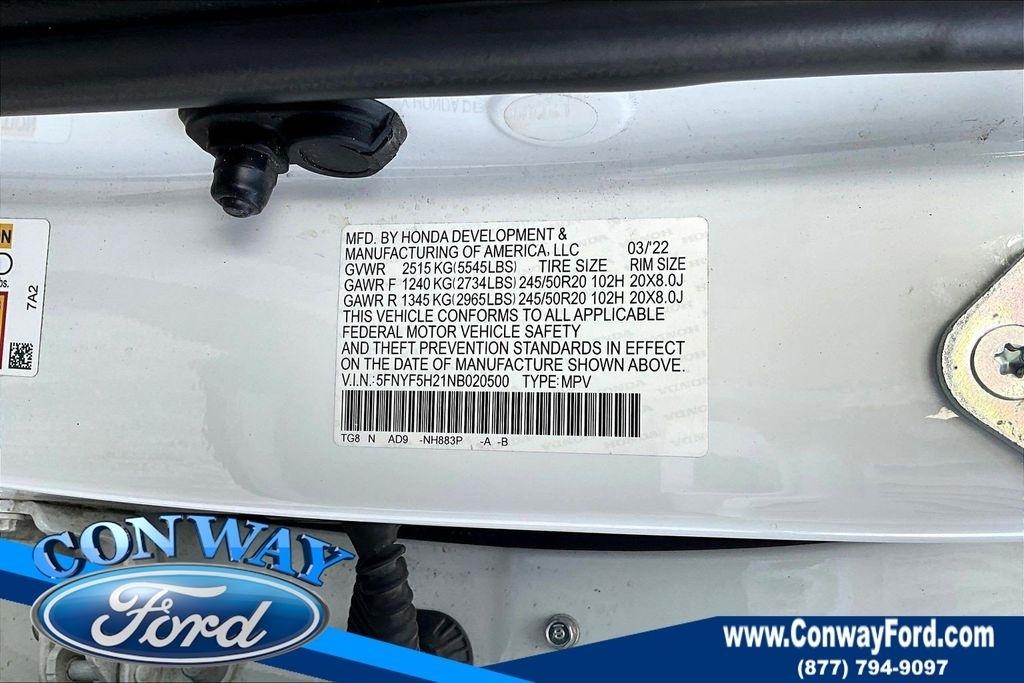 MFD. BY HONDA DEVELOPMENT &
MANUFACTURING OF AMERICA, LLC 03/'22
GVWR 2515 KG(5545LBS) TIRE SIZE RIM SIZE
GAWR F 1240 KG(2734LBS) 245/50R20 102H 20X8.0J
GAWR R 1345 KG(2965LBS) 245/50R20 102H 20X8.0J
THIS VEHICLE CONFORMS TO ALL APPLICABLE
FEDERAL MOTOR VEHICLE SAFETY
AND THEFT PREVENTION STANDARDS IN EFFECT
ON THE DATE OF MANUFACTURE SHOWN ABOVE.
V.I.N.: 5FNYF5H21NB020500 TYPE: MPV
TG8 N AD9 -NH883P -A -B
7A2
CONWAY
Ford
www.ConwayFord.com
(877) 794-9097